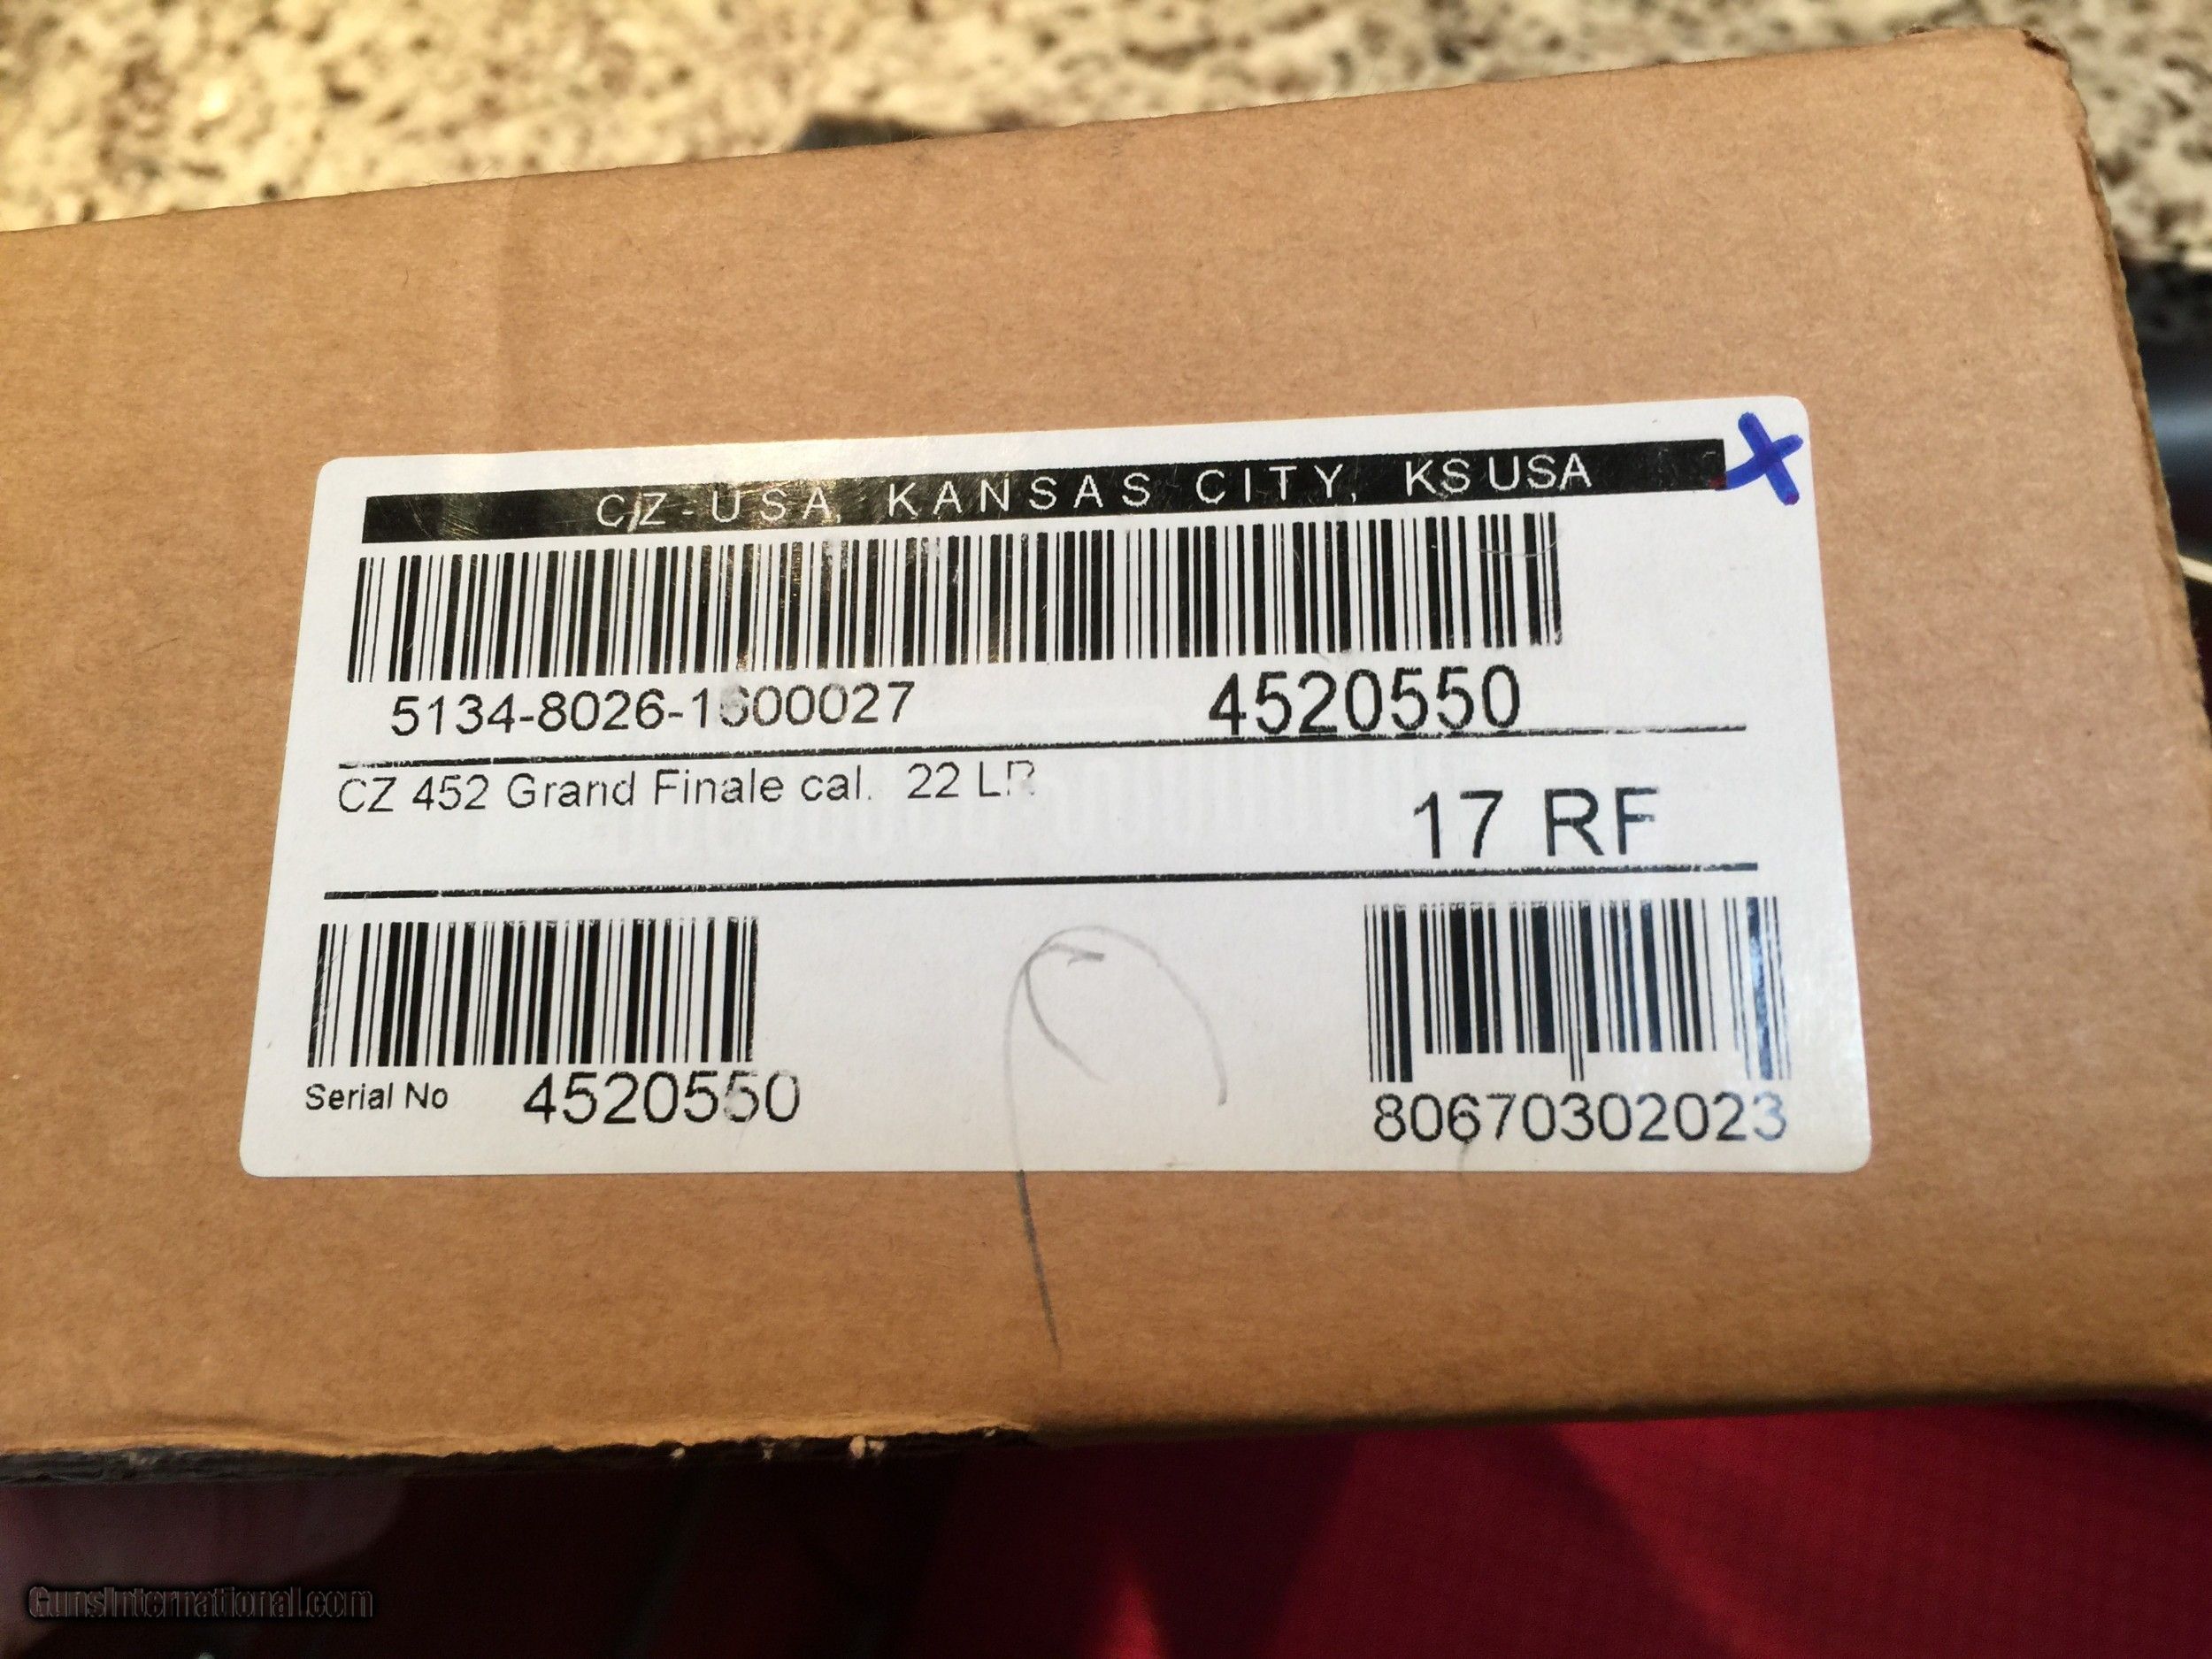 CZ-USA, KANSAS CITY, KS USA
5134-8026-1600027 4520550
CZ 452 Grand Finale cal. 22 LR
17 RF
Serial No 4520550
80670302023
GunsInternational.com